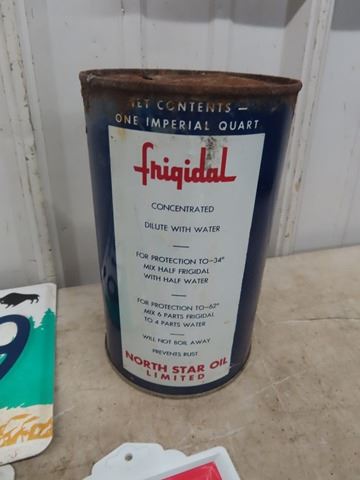 NET CONTENTS —
ONE IMPERIAL QUART
frigidal
CONCENTRATED
DILUTE WITH WATER
FOR PROTECTION TO -34°
MIX HALF FRIGIDAL
WITH HALF WATER
FOR PROTECTION TO -62°
MIX 6 PARTS FRIGIDAL
TO 4 PARTS WATER
WILL NOT BOIL AWAY
PREVENTS RUST
NORTH STAR OIL
LIMITED